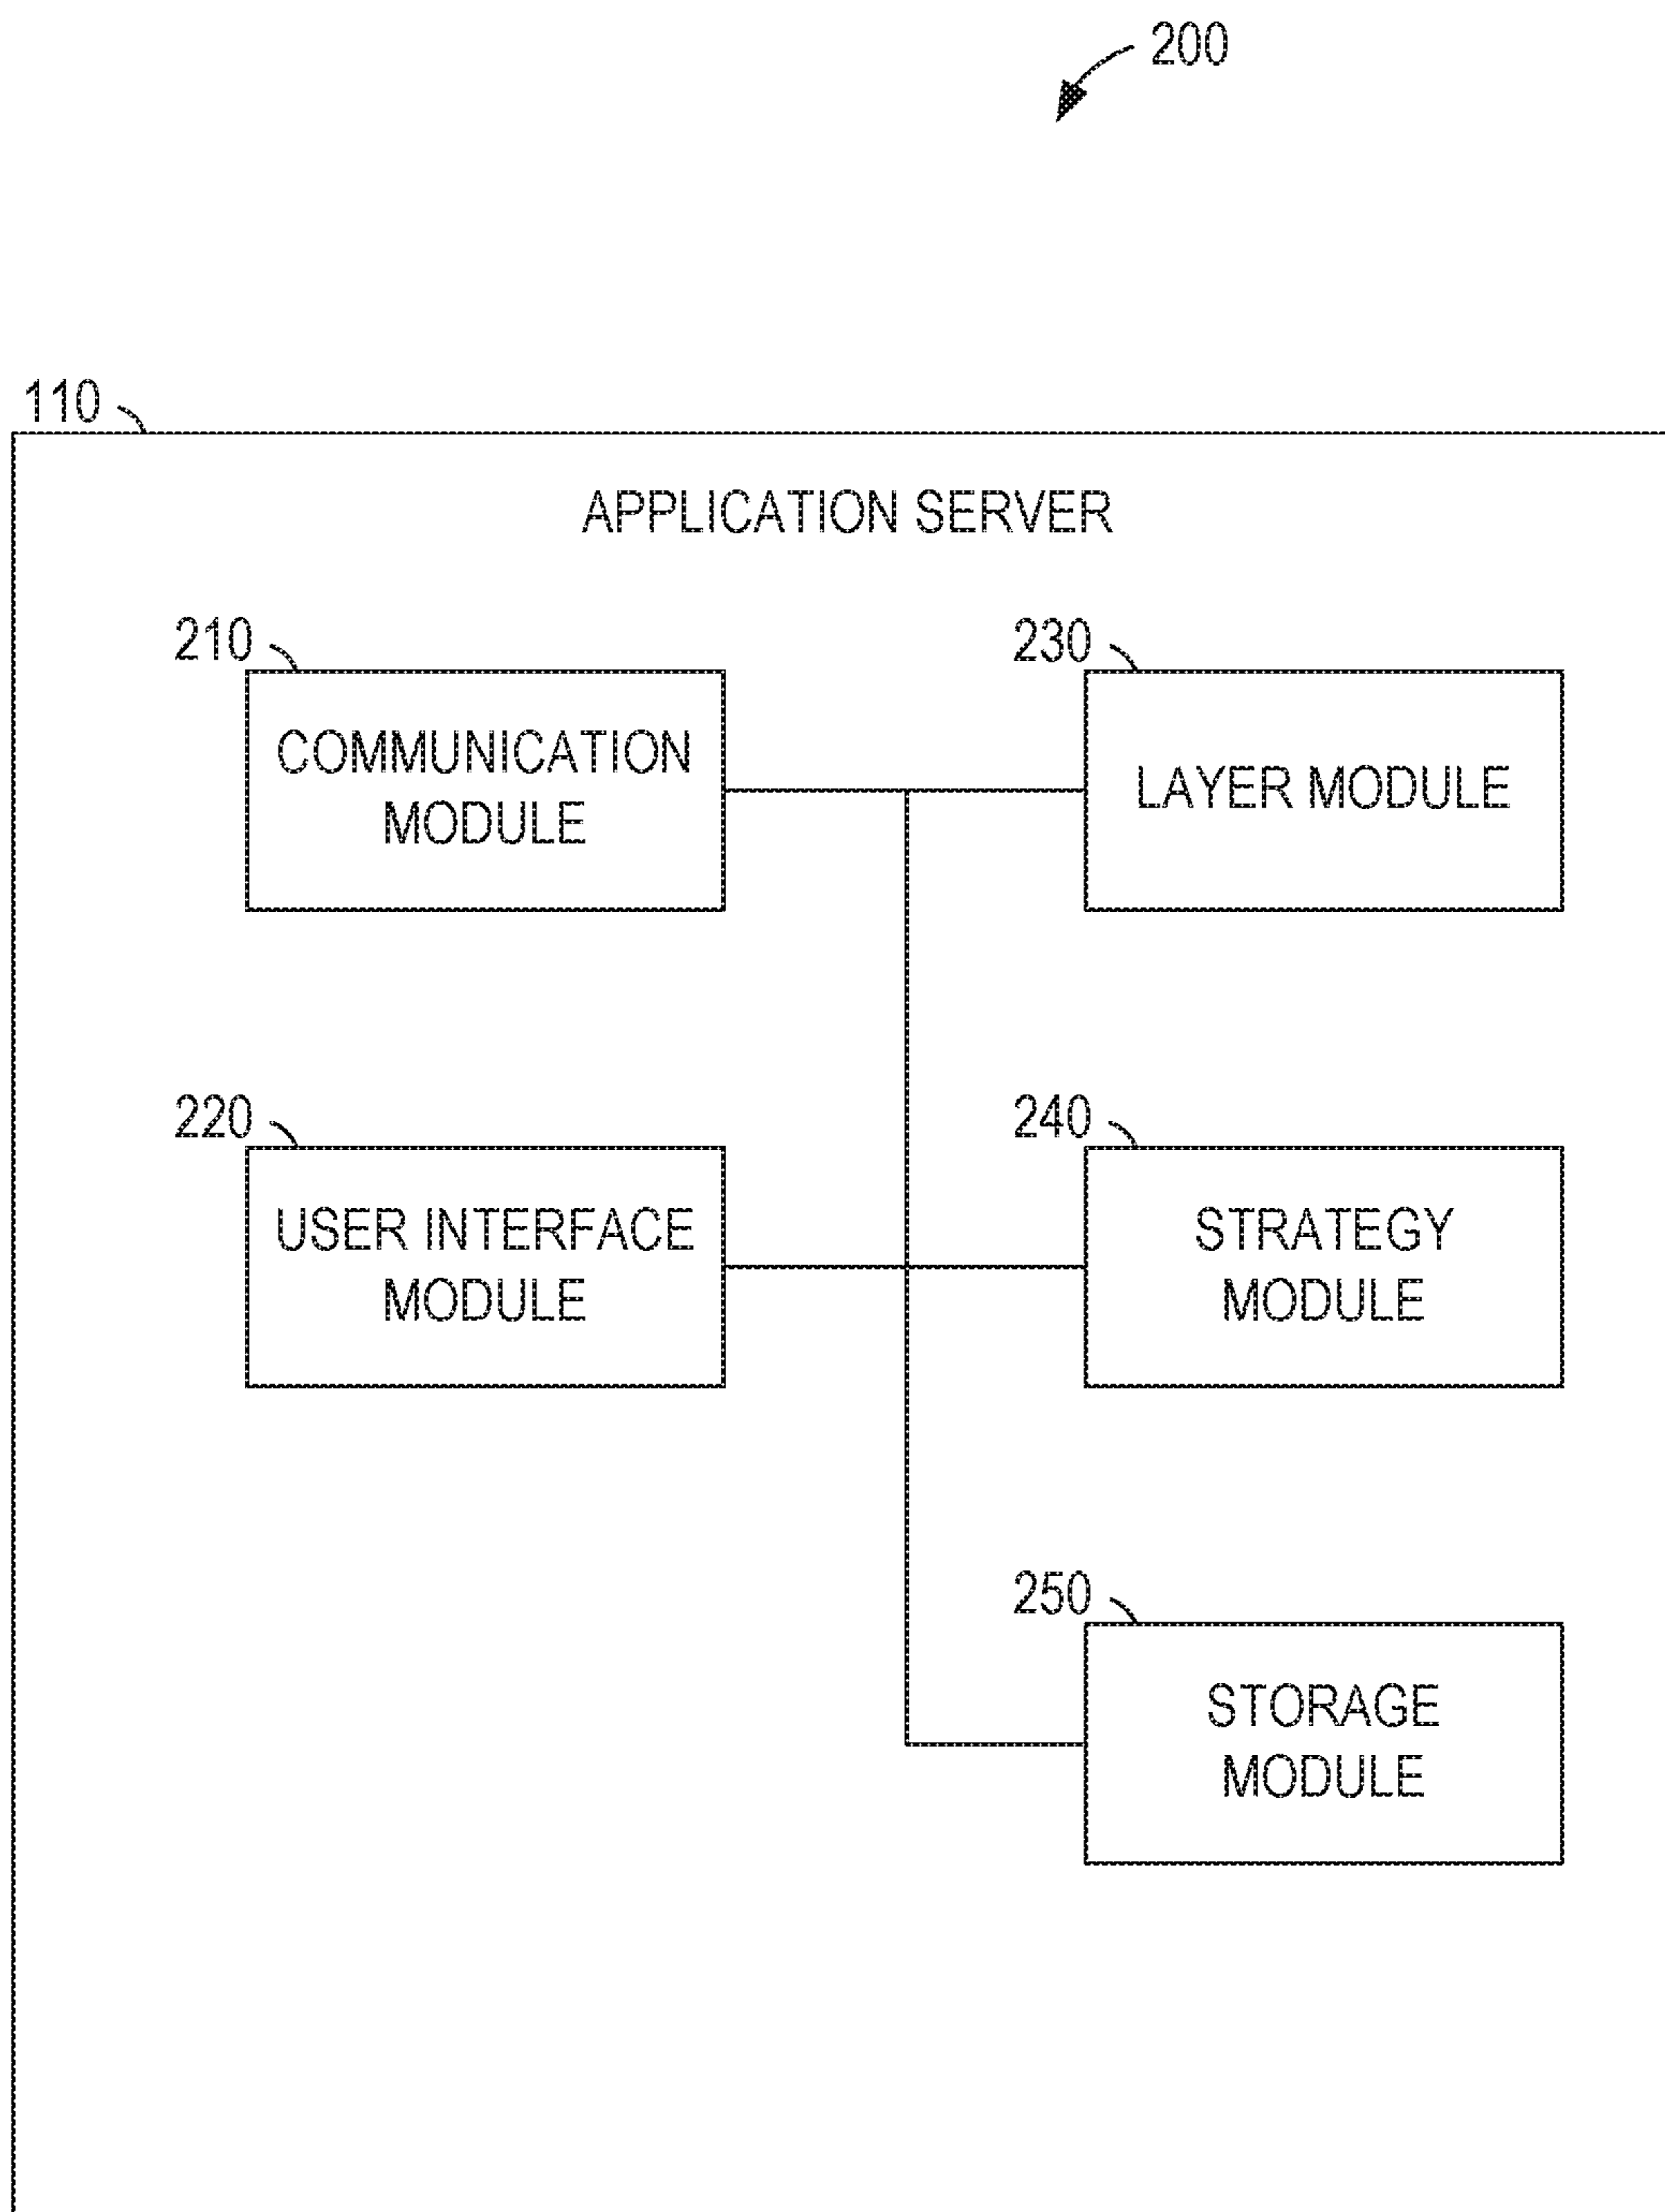 200
110
APPLICATION SERVER
210
230
COMMUNICATION
MODULE
LAYER MODULE
220
240
USER INTERFACE
MODULE
STRATEGY
MODULE
250
STORAGE
MODULE